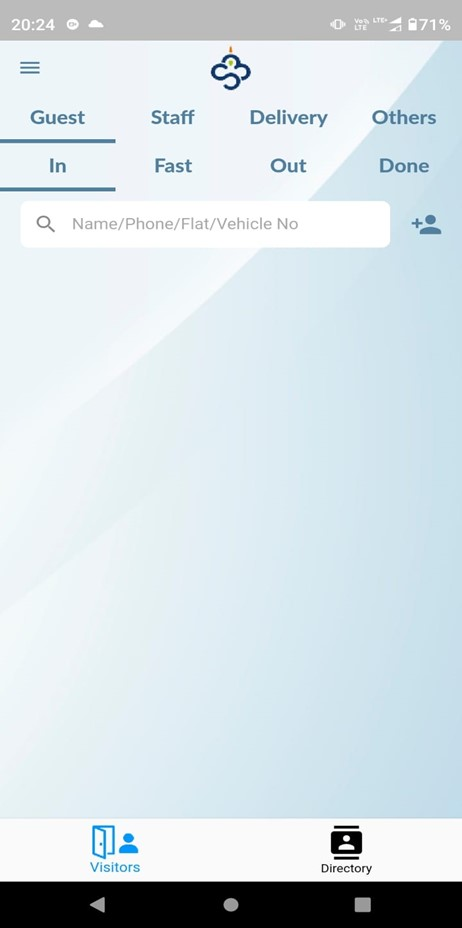 20:24 71%
Guest Staff Delivery Others
In Fast Out Done
Name/Phone/Flat/Vehicle No
Visitors Directory